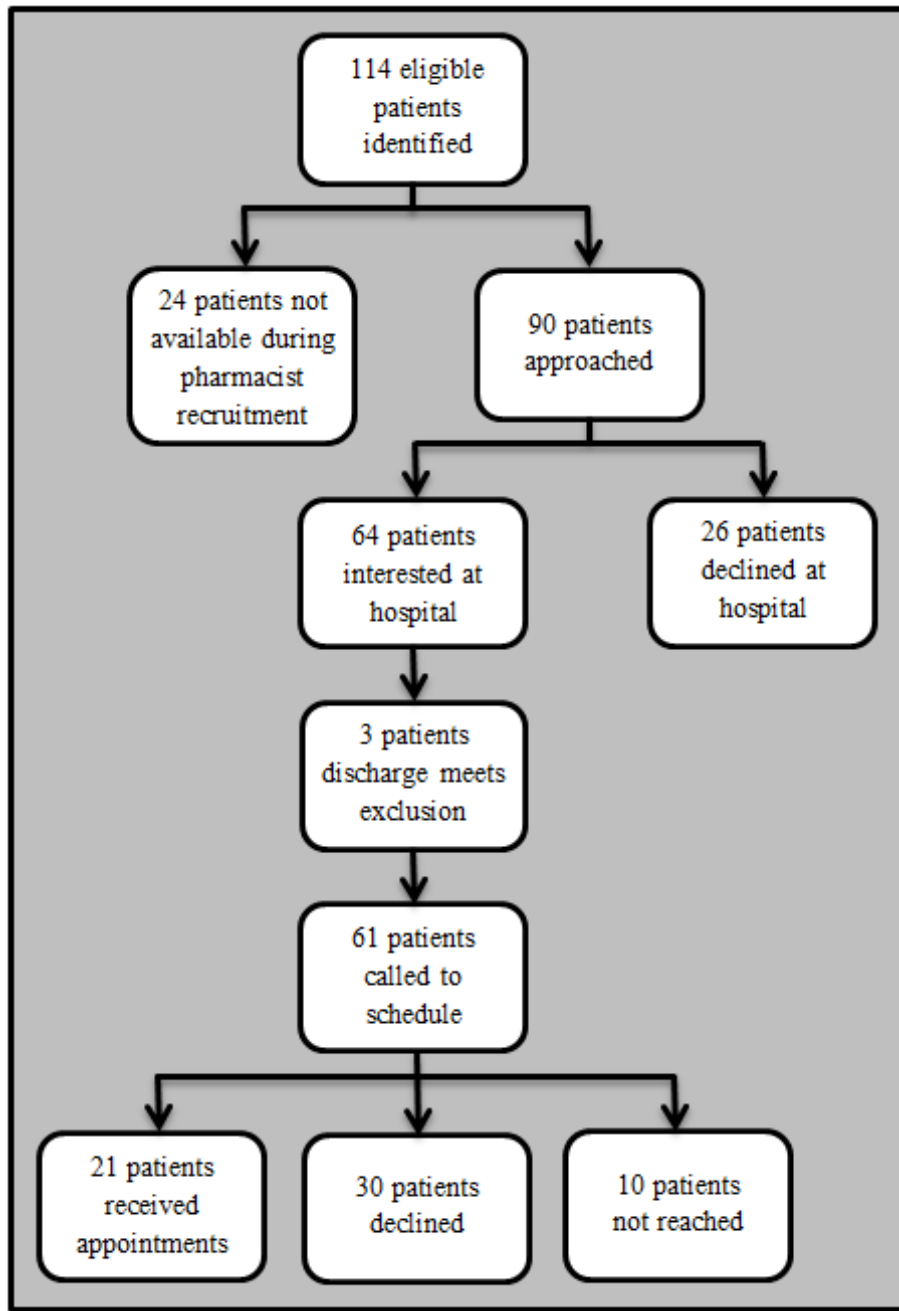 114 eligible
patients
identified
24 patients not
available during
pharmacist
recruitment
90 patients
approached
64 patients
interested at
hospital
26 patients
declined at
hospital
3 patients
discharge meets
exclusion
61 patients
called to
schedule
21 patients
received
appointments
30 patients
declined
10 patients
not reached